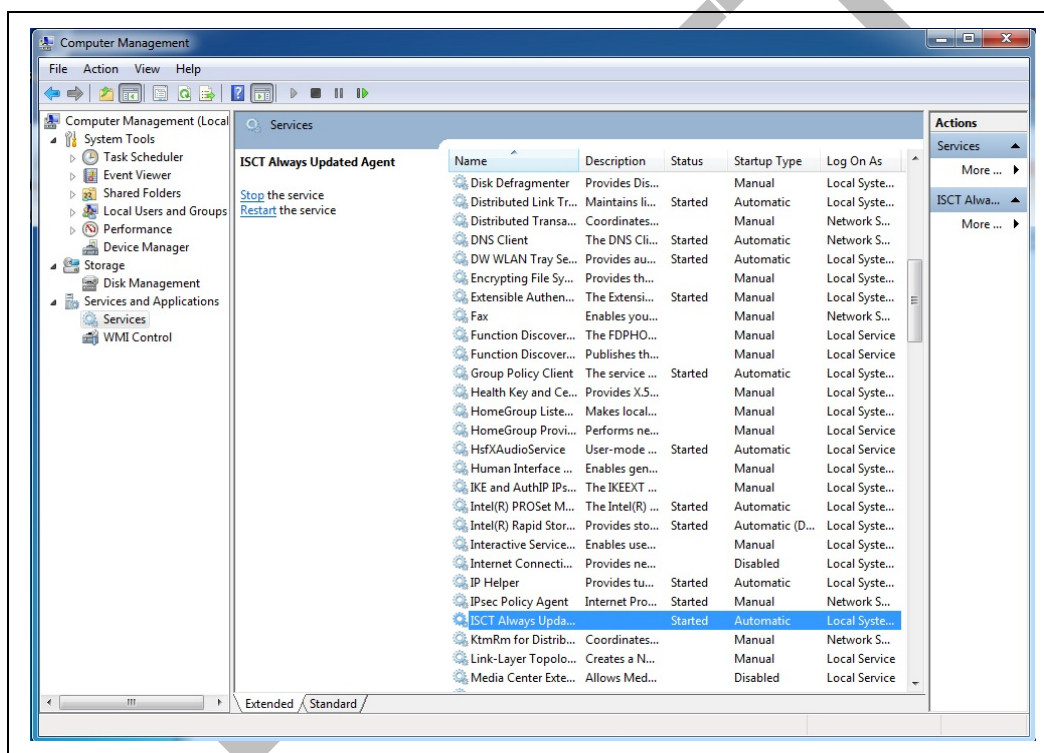 Computer Management
File Action View Help
Computer Management (Local
System Tools
Task Scheduler
Event Viewer
Shared Folders
Local Users and Groups
Performance
Device Manager
Storage
Disk Management
Services and Applications
Services
WMI Control
Services
ISCT Always Updated Agent
Stop the service
Restart the service
Name Description Status Startup Type Log On As
Disk Defragmenter Provides Dis... Manual Local Syste...
Distributed Link Tr... Maintains li... Started Automatic Local Syste...
Distributed Transa... Coordinates... Manual Network S...
DNS Client The DNS Cli... Started Automatic Network S...
DW WLAN Tray Se... Provides au... Started Automatic Local Syste...
Encrypting File Sy... Provides th... Manual Local Syste...
Extensible Authen... The Extensi... Started Manual Local Syste...
Fax Enables you... Manual Network S...
Function Discover... The FDPHO... Manual Local Service
Function Discover... Publishes th... Manual Local Service
Group Policy Client The service ... Started Automatic Local Syste...
Health Key and Ce... Provides X.5... Manual Local Syste...
HomeGroup Liste... Makes local... Manual Local Syste...
HomeGroup Provi... Performs ne... Manual Local Service
HsfXAudioService User-mode ... Started Automatic Local Service
Human Interface ... Enables gen... Manual Local Syste...
IKE and AuthIP IPs... The IKEEXT ... Manual Local Syste...
Intel(R) PROSet M... The Intel(R) ... Started Automatic Local Syste...
Intel(R) Rapid Stor... Provides sto... Started Automatic (D... Local Syste...
Interactive Service... Enables use... Manual Local Syste...
Internet Connecti... Provides ne... Disabled Local Syste...
IP Helper Provides tu... Started Automatic Local Syste...
IPsec Policy Agent Internet Pro... Started Manual Network S...
ISCT Always Upda... Started Automatic Local Syste...
KtmRm for Distrib... Coordinates... Manual Network S...
Link-Layer Topolo... Creates a N... Manual Local Service
Media Center Exte... Allows Med... Disabled Local Service
Extended Standard
Actions
Services
More ...
ISCT Alwa...
More ...